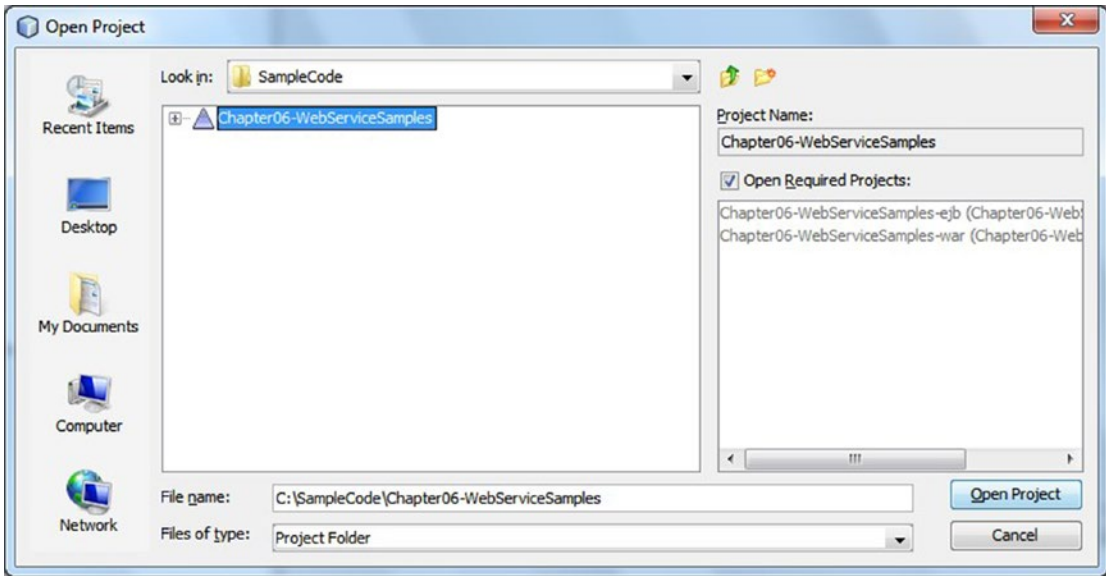 Open Project
Look in: SampleCode
Recent Items
Desktop
My Documents
Computer
Network
Chapter06-WebServiceSamples
Project Name:
Chapter06-WebServiceSamples
Open Required Projects:
Chapter06-WebServiceSamples-ejb (Chapter06-Web
Chapter06-WebServiceSamples-war (Chapter06-Web
File name: C:\SampleCode\Chapter06-WebServiceSamples
Files of type: Project Folder
Open Project
Cancel